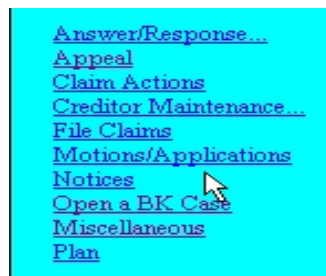 Answer/Response...
Appeal
Claim Actions
Creditor Maintenance...
File Claims
Motions/Applications
Notices
Open a BK Case
Miscellaneous
Plan